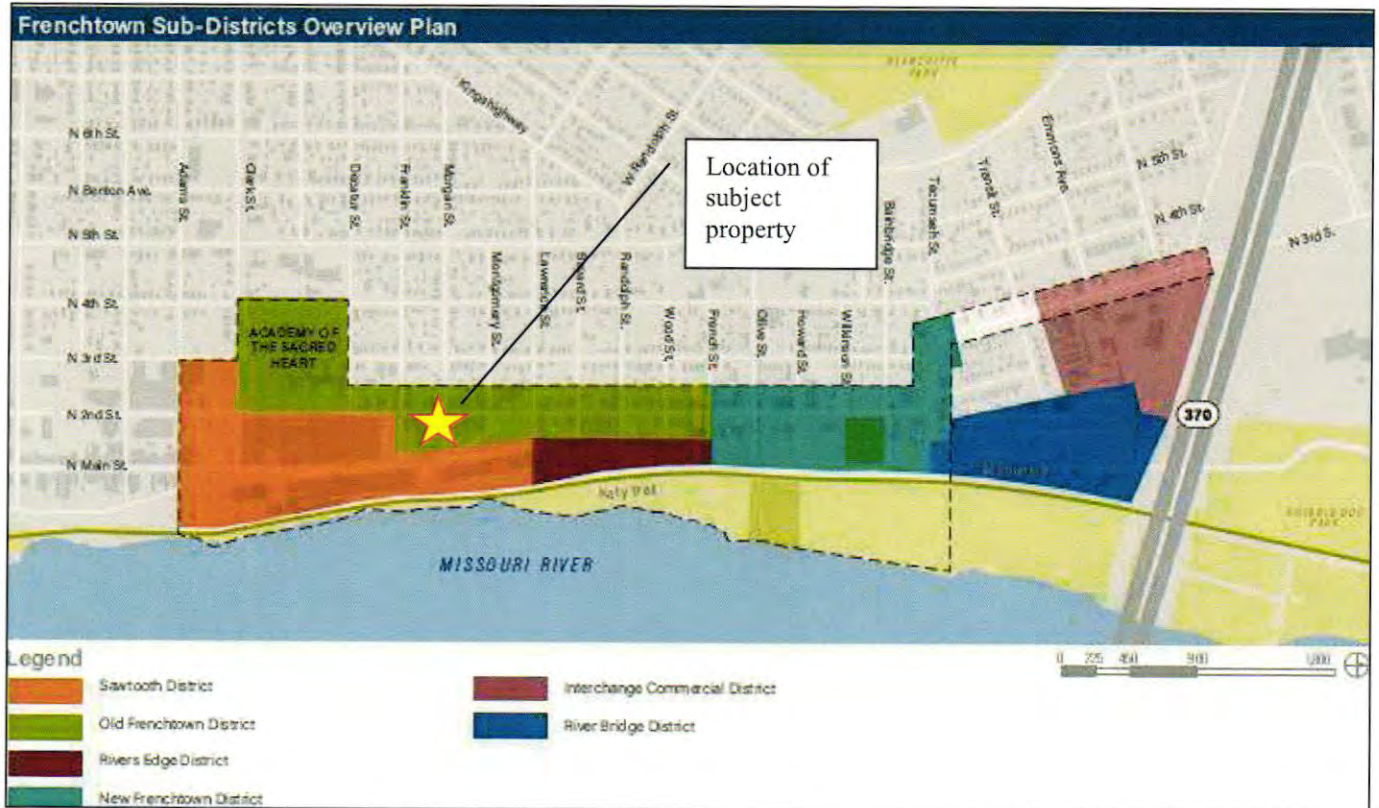 Frenchtown Sub-Districts Overview Plan
Kingshighway
W Randolph St.
Location of
subject
property
PARK
N 6th St.
N Benton Ave.
N 5th St.
N 4th St.
N 3rd St.
N 2nd St.
N Main St.
Adams St.
Clark St.
Decatur St.
Franklin St.
Morgan St.
Montgomery St.
Lawrence St.
Randolph St.
Wood St.
French St.
Olive St.
Howard St.
Wilkinson St.
Bainbridge St.
Tecumseh St.
Transit St.
Emmons Ave.
N 5th St.
N 4th St.
N 3rd S.
ACADEMY OF
THE SACRED
HEART
370
Katy Trail
PARK
MISSOURI RIVER
Legend
Sawtooth District
Old Frenchtown District
Rivers Edge District
New Frenchtown District
Interchange Commercial District
River Bridge District
0 225 450 900 1,800